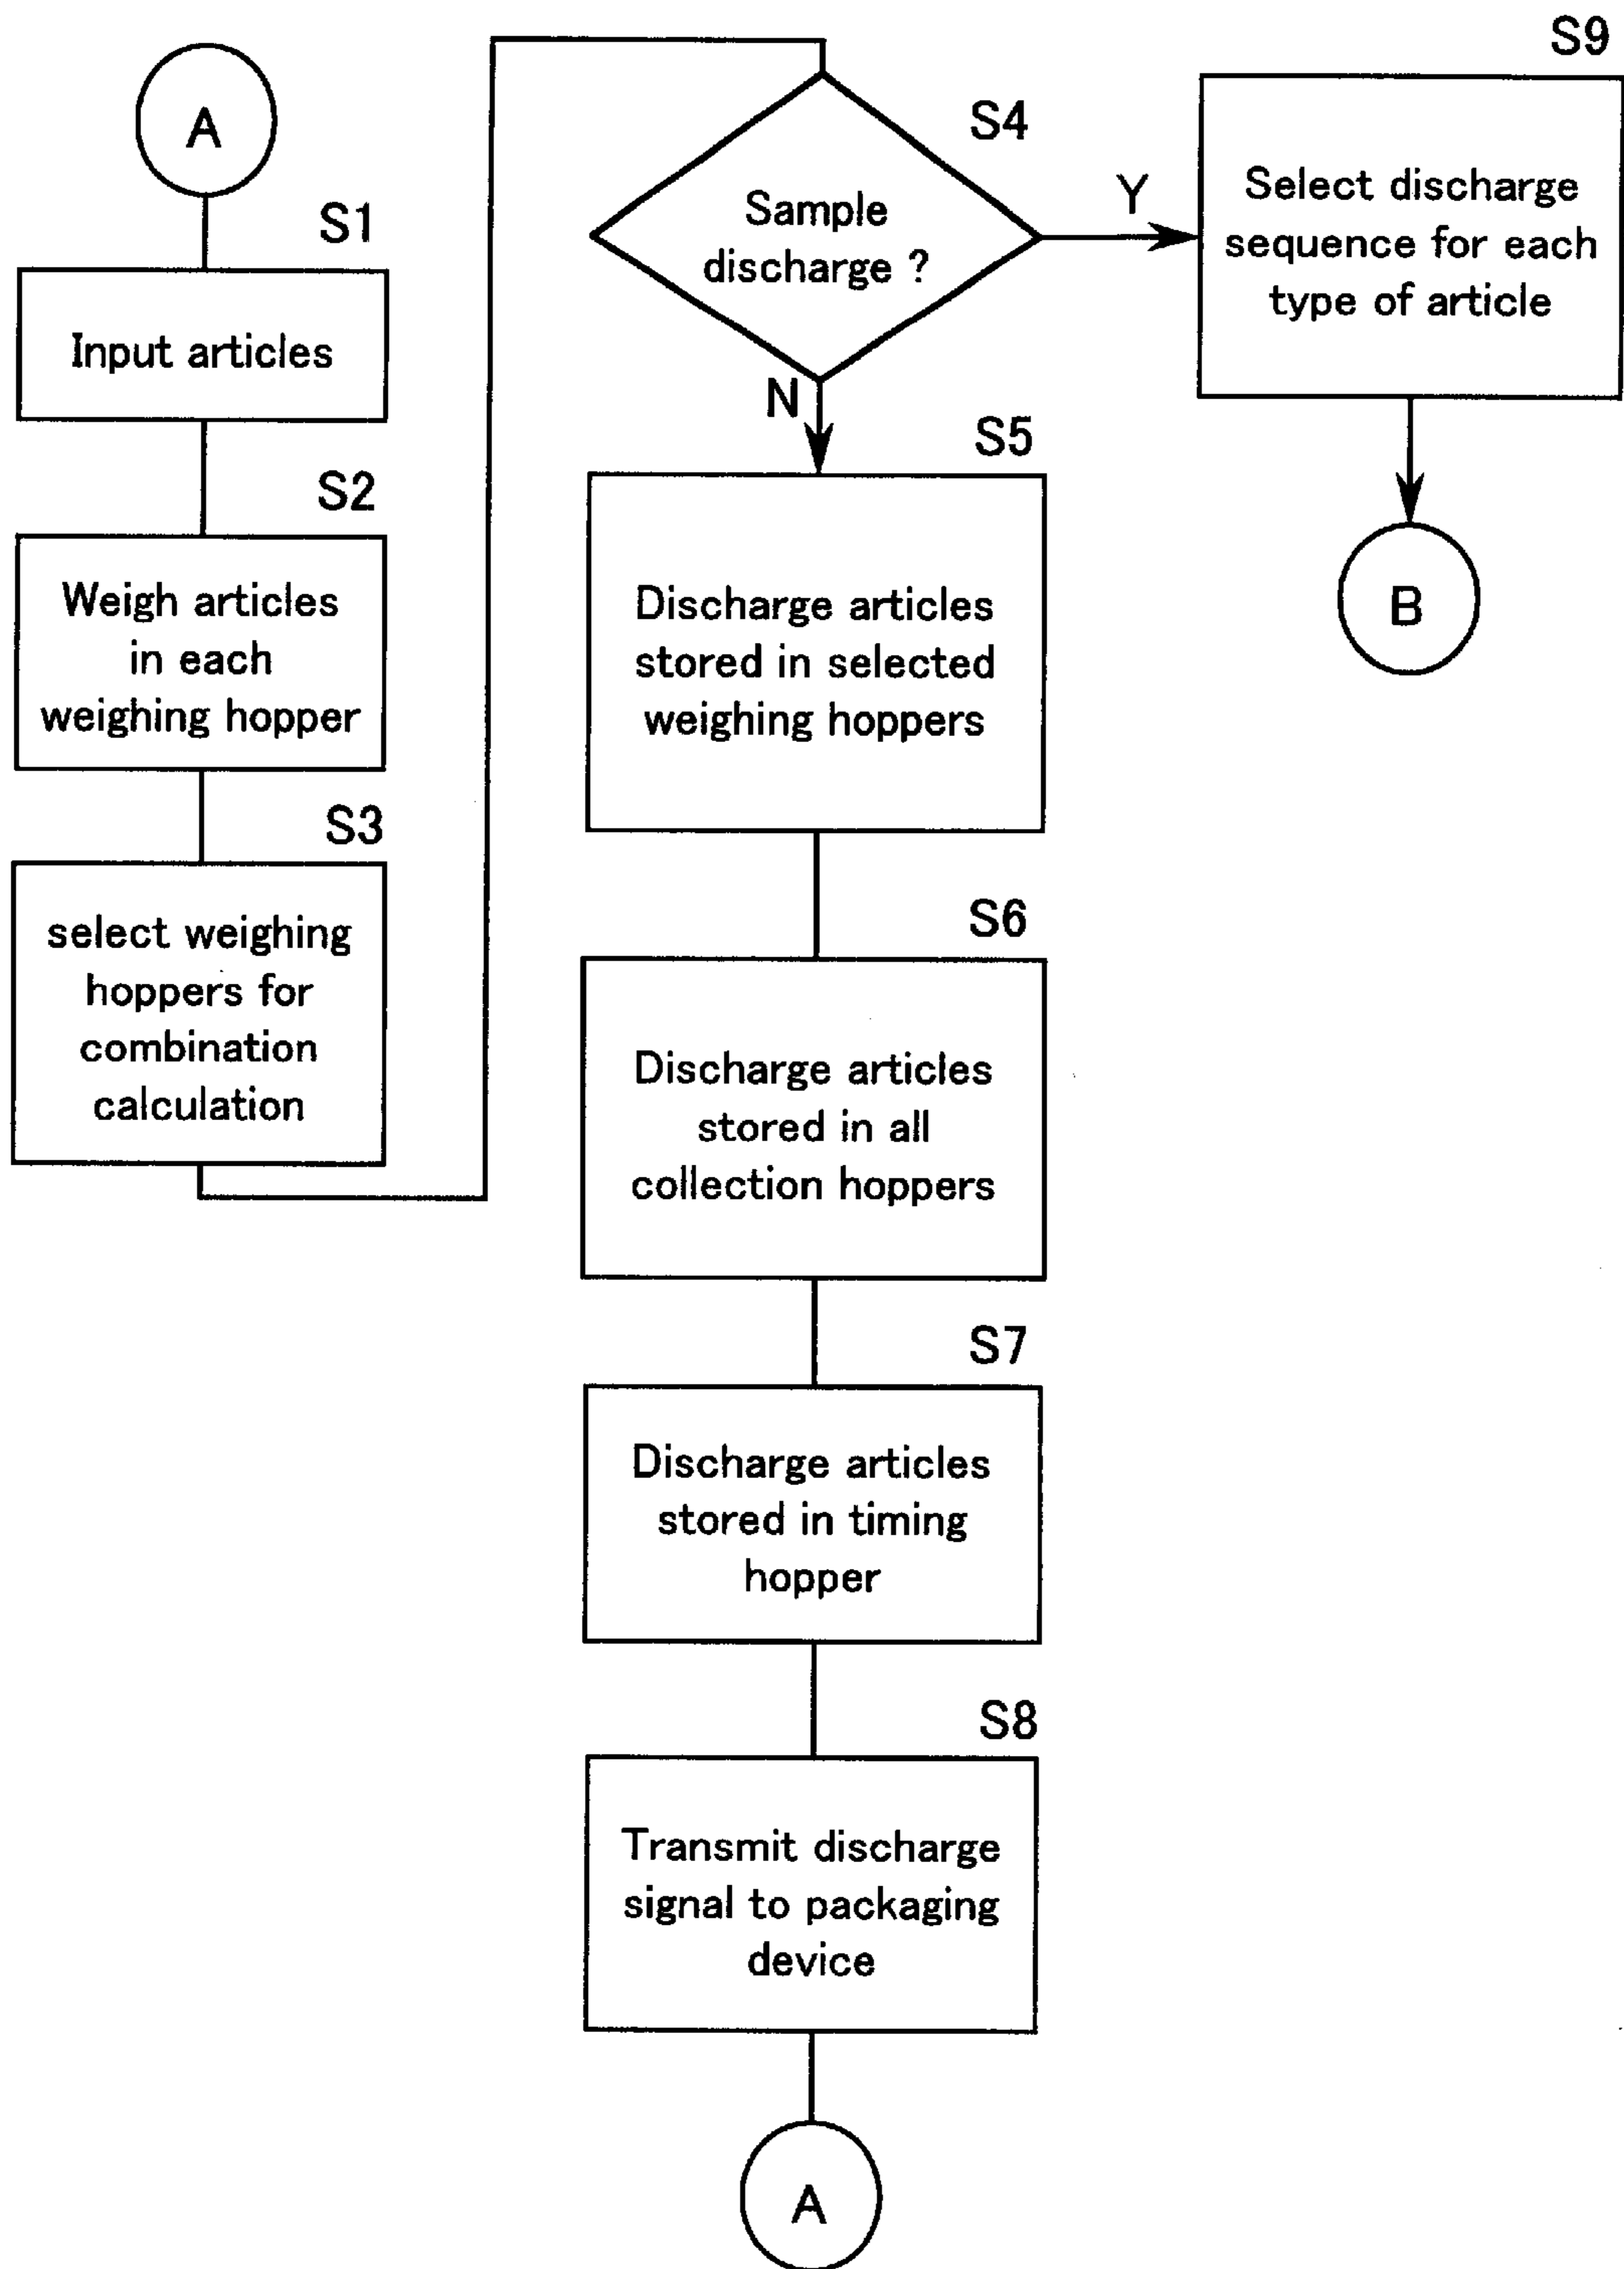 A
S1
Input articles
S2
Weigh articles
in each
weighing hopper
S3
select weighing
hoppers for
combination
calculation
S4
Sample
discharge ?
Y
N
S5
Discharge articles
stored in selected
weighing hoppers
S6
Discharge articles
stored in all
collection hoppers
S7
Discharge articles
stored in timing
hopper
S8
Transmit discharge
signal to packaging
device
A
S9
Select discharge
sequence for each
type of article
B